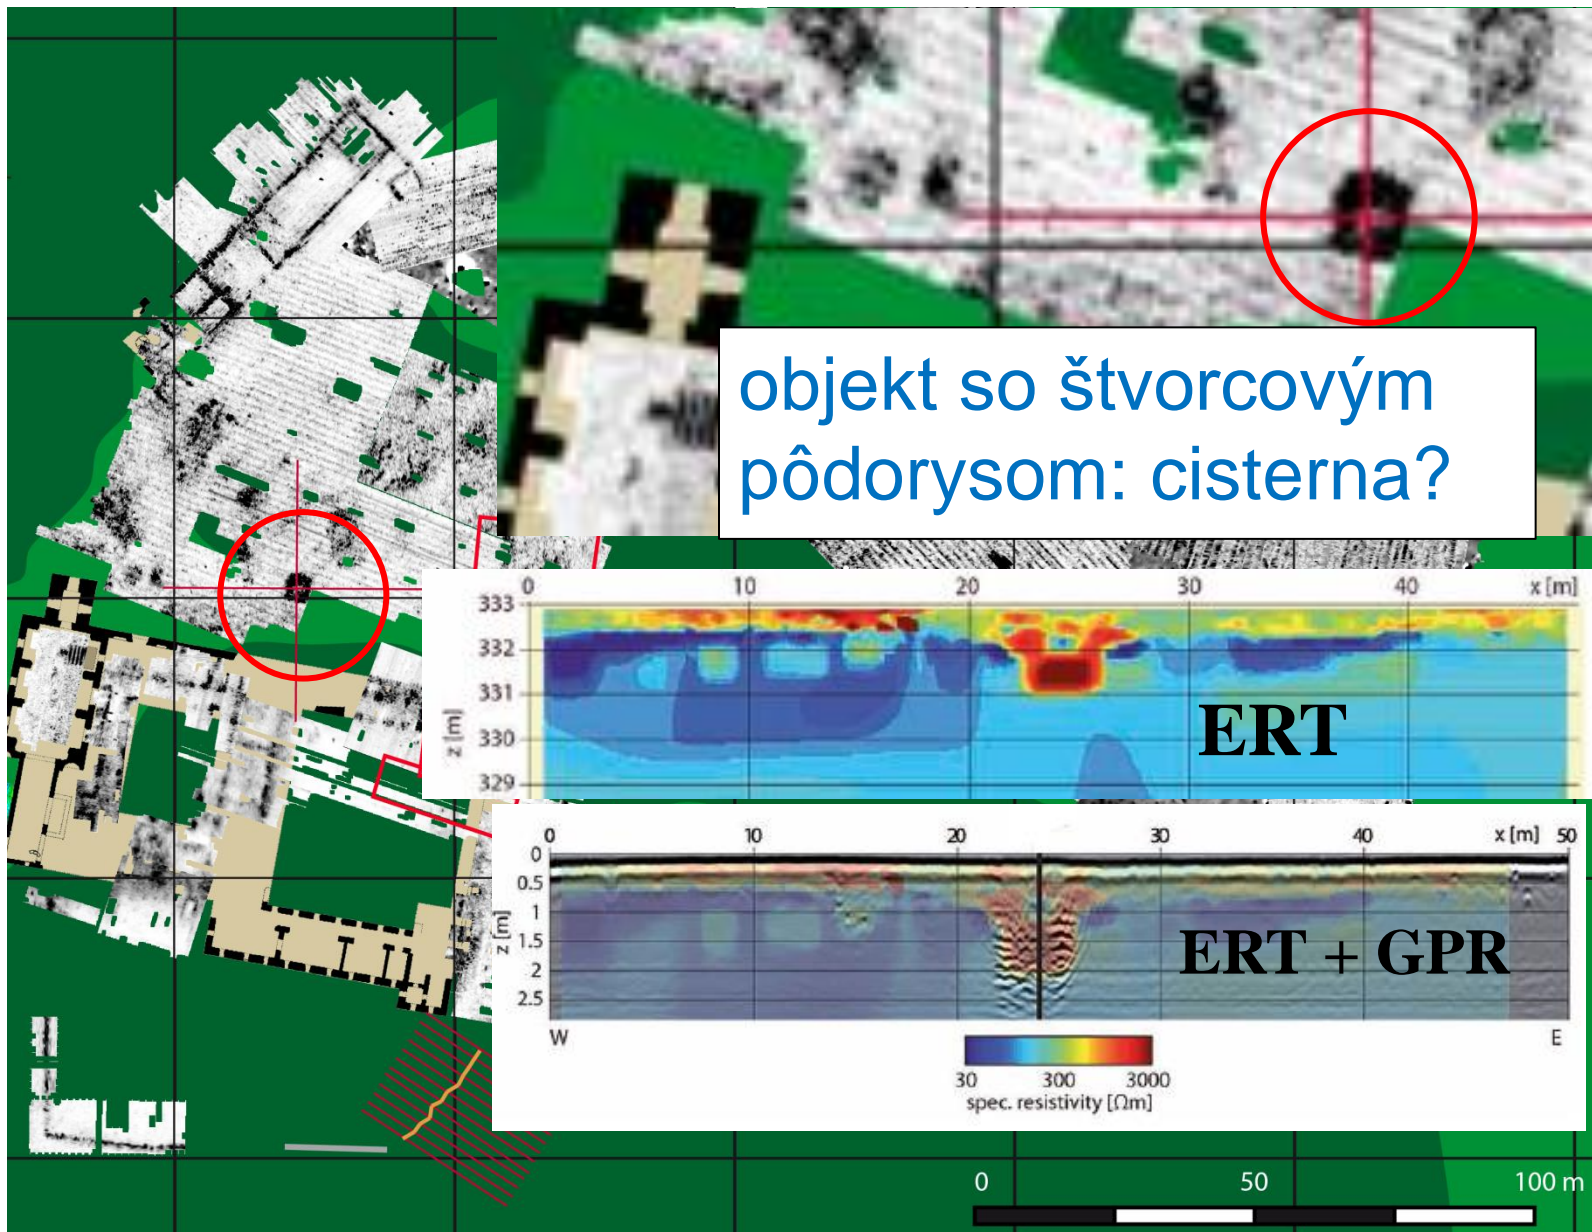 objekt so štvorcovým
pôdorysom: cisterna?
0 10 20 30 40 x [m]
333
332
331
330
329
z [m]
ERT
0 10 20 30 40 x [m] 50
0
0.5
1
1.5
2
2.5
z [m]
ERT + GPR
W E
30 300 3000
spec. resistivity [Ωm]
0 50 100 m